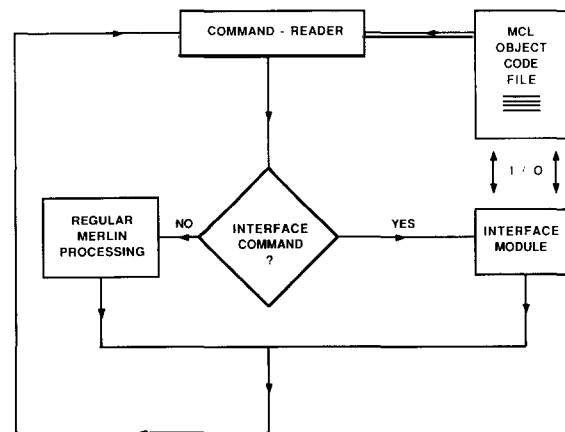 COMMAND - READER
MCL
OBJECT
CODE
FILE
I / O
REGULAR
MERLIN
PROCESSING
NO
INTERFACE
COMMAND
?
YES
INTERFACE
MODULE